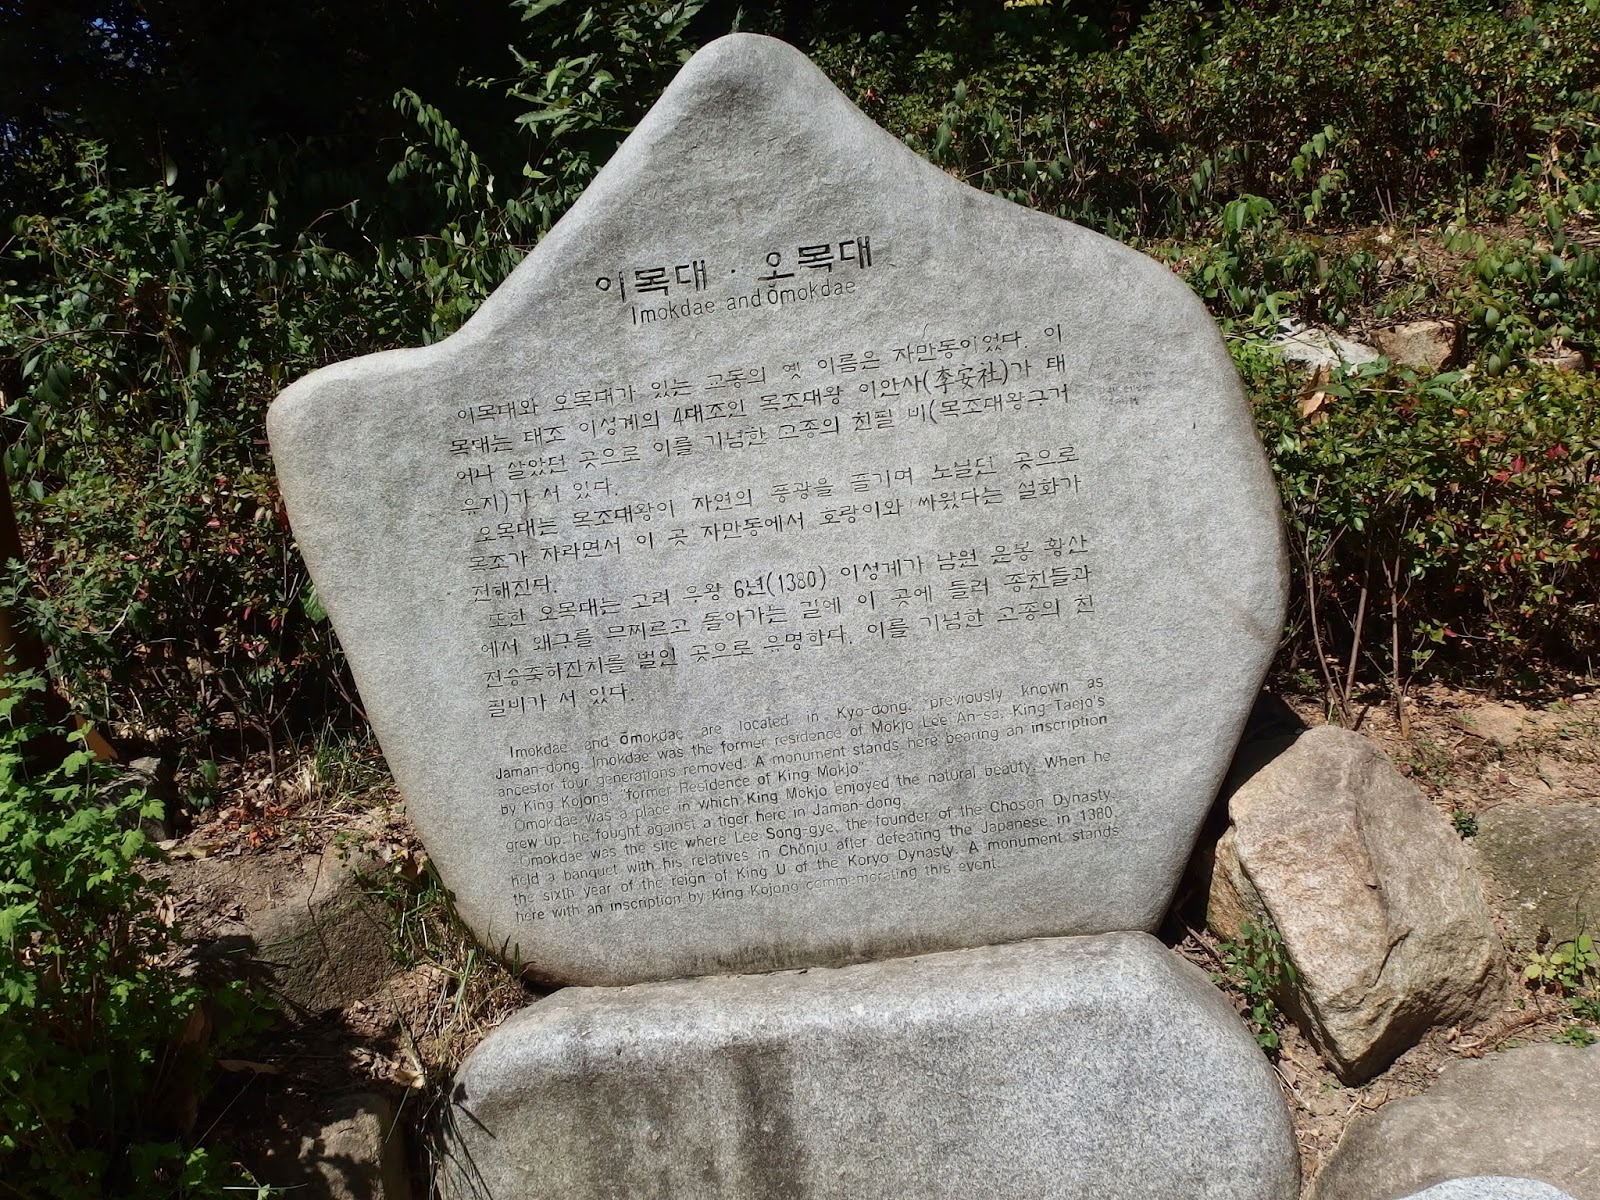 이목대 · 오목대
Imokdae and Ōmokdae
이목대와 오목대가 있는 교동의 옛 이름은 자만동이었다. 이
목대는 태조 이성계의 4대조인 목조대왕 이안사(李安社)가 태
어나 살았던 곳으로 이를 기념한 고종의 친필 비(목조대왕구거
유지)가 서 있다.
오목대는 목조대왕이 자연의 풍광을 즐기며 노닐던 곳으로
목조가 자라면서 이 곳 자만동에서 호랑이와 싸웠다는 설화가
전해진다.
또한 오목대는 고려 우왕 6년(1380) 이성계가 남원 운봉 황산
에서 왜구를 무찌르고 돌아가는 길에 이 곳에 들러 종친들과
전승축하잔치를 벌인 곳으로 유명하다. 이를 기념한 고종의 친
필비가 서 있다.
Imokdae and Ōmokdae are located in Kyo-dong, previously known as
Jaman-dong. Imokdae was the former residence of Mokjo Lee An-sa, King Taejo's
ancestor four generations removed. A monument stands here bearing an inscription
by King Kojong, "former Residence of King Mokjo"
Ōmokdae was a place in which King Mokjo enjoyed the natural beauty. When he
grew up, he fought against a tiger here in Jaman-dong.
Ōmokdae was the site where Lee Song-gye, the founder of the Choson Dynasty,
held a banquet with his relatives in Chōnju after defeating the Japanese in 1380,
the sixth year of the reign of King U of the Koryo Dynasty. A monument stands
here with an inscription by King Kojong commemorating this event.